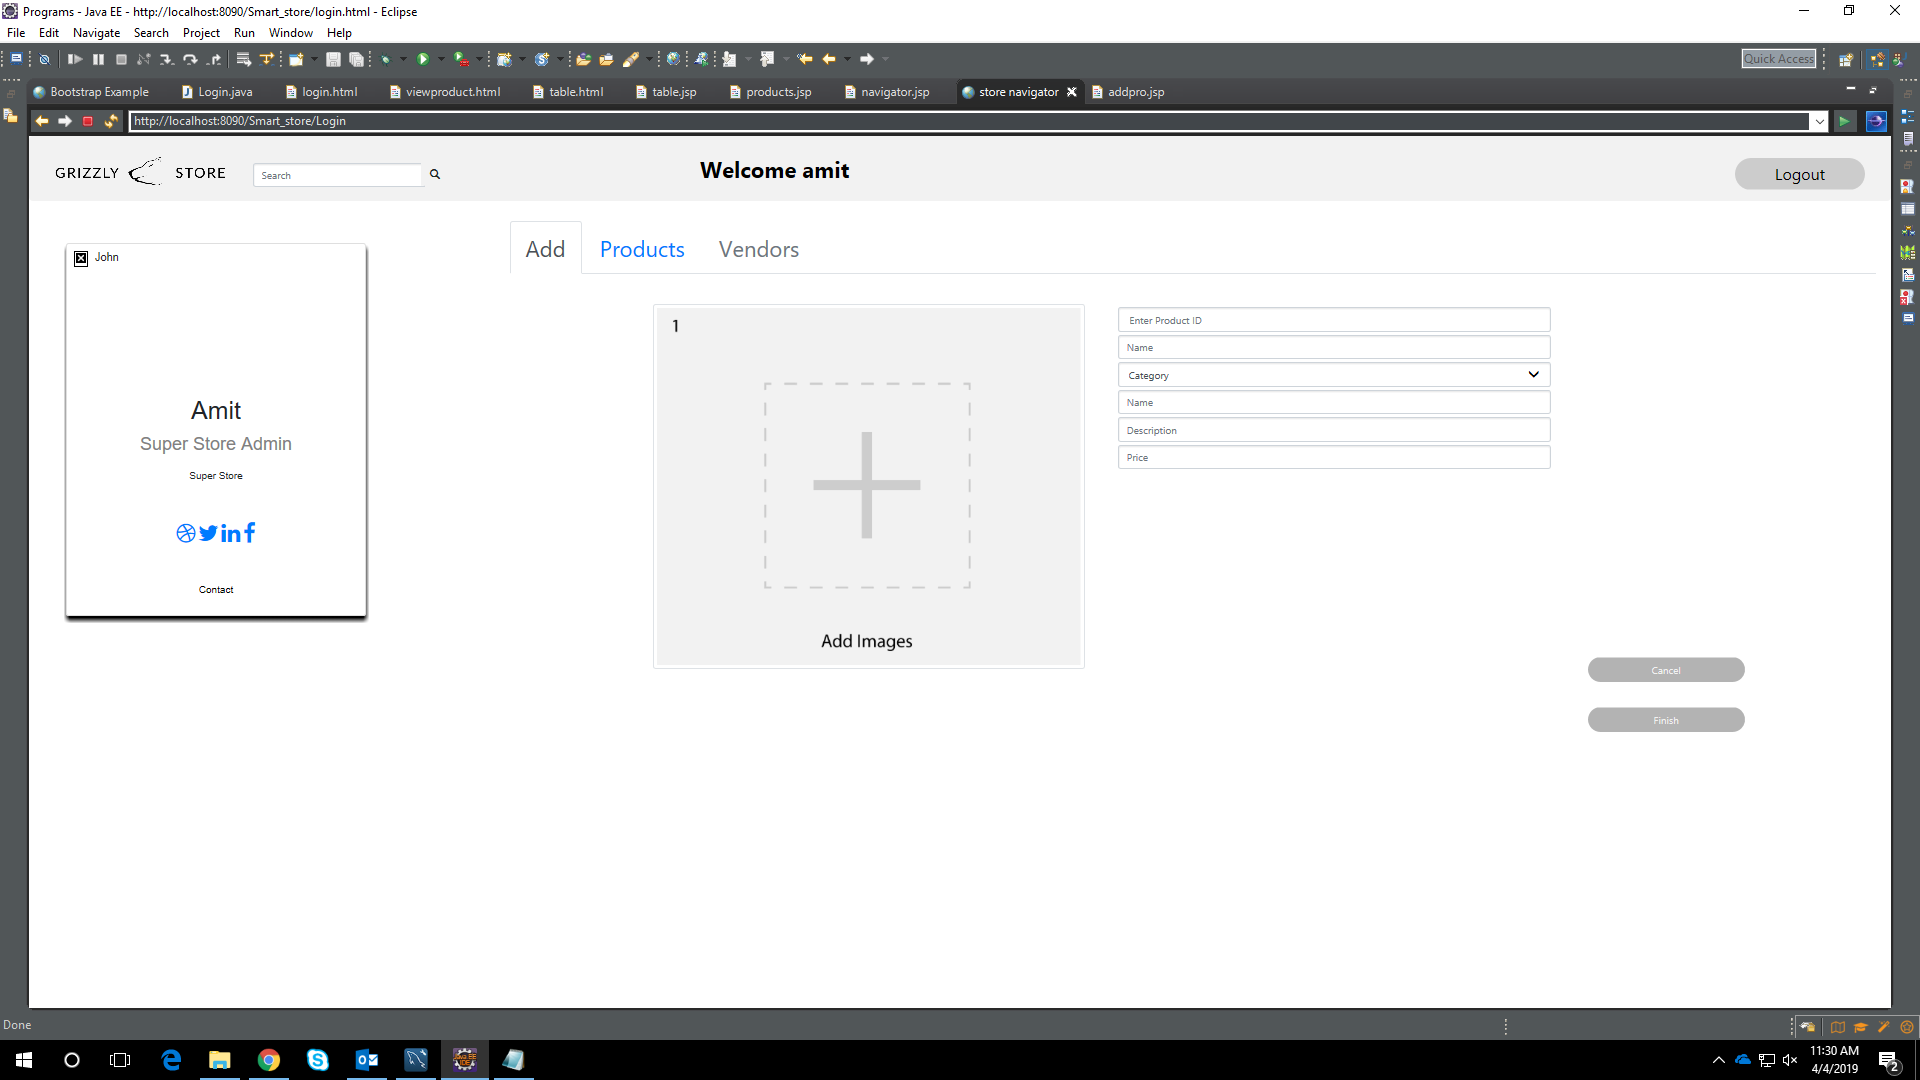 Programs - Java EE - http://localhost:8090/Smart_store/login.html - Eclipse
File Edit Navigate Search Project Run Window Help
Quick Access
Bootstrap Example Login.java login.html viewproduct.html table.html table.jsp products.jsp navigator.jsp store navigator addpro.jsp
http://localhost:8090/Smart_store/Login
GRIZZLY STORE Search Welcome amit Logout
Add Products Vendors
John
Amit
Super Store Admin
Super Store
Contact
1
Add Images
Enter Product ID
Name
Category
Name
Description
Price
Cancel
Finish
Done
11:30 AM
4/4/2019
2